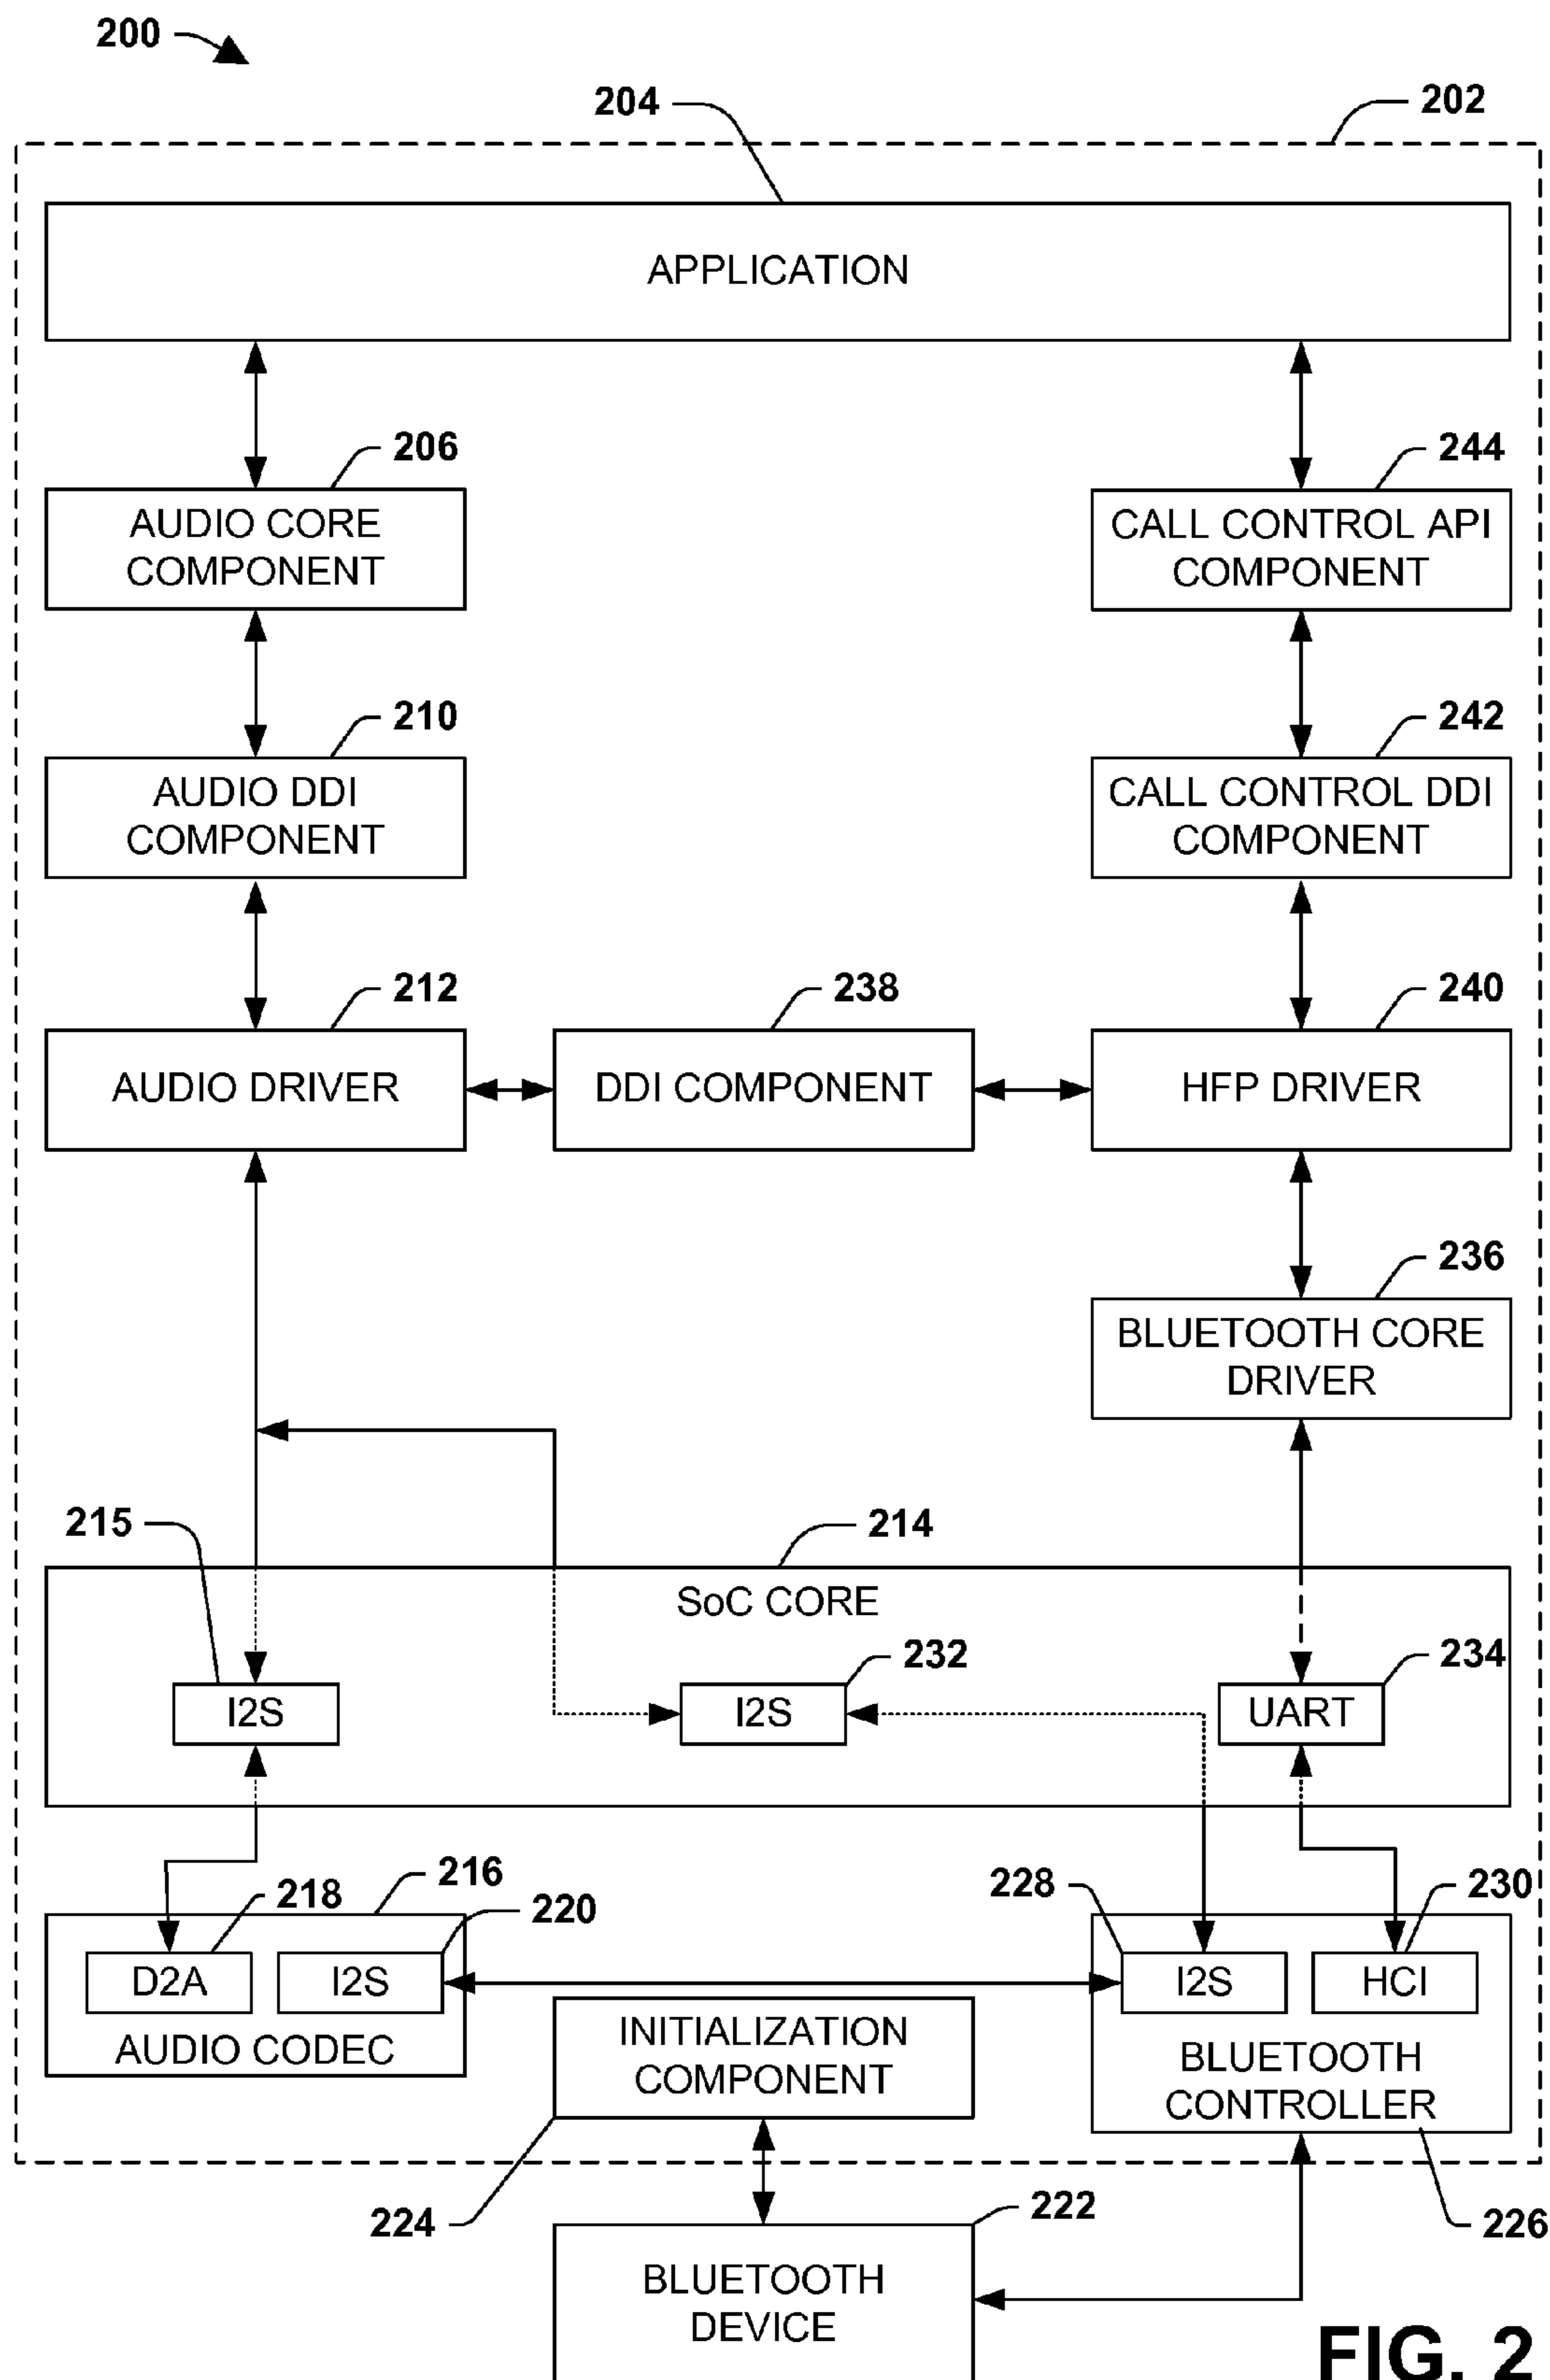 200
204
202
APPLICATION
206
244
AUDIO CORE
COMPONENT
CALL CONTROL API
COMPONENT
210
242
AUDIO DDI
COMPONENT
CALL CONTROL DDI
COMPONENT
212
238
240
AUDIO DRIVER
DDI COMPONENT
HFP DRIVER
236
BLUETOOTH CORE
DRIVER
215
214
SoC CORE
232
234
I2S
I2S
UART
216
218
220
228
230
D2A
I2S
I2S
HCI
AUDIO CODEC
INITIALIZATION
COMPONENT
BLUETOOTH
CONTROLLER
224
222
226
BLUETOOTH
DEVICE
FIG. 2